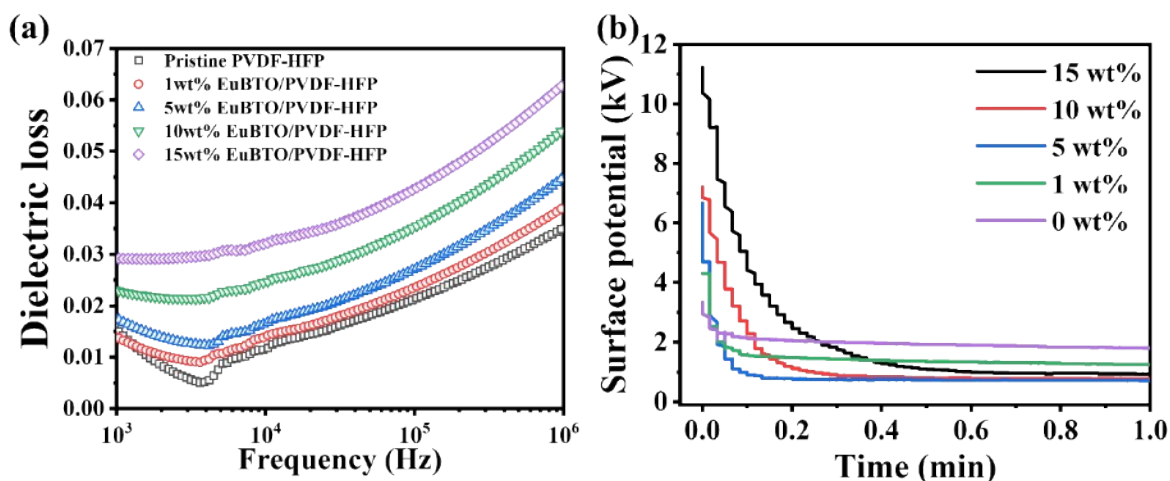 (a)
Dielectric loss
0.07
0.06
0.05
0.04
0.03
0.02
0.01
0.00
Pristine PVDF-HFP
1wt% EuBTO/PVDF-HFP
5wt% EuBTO/PVDF-HFP
10wt% EuBTO/PVDF-HFP
15wt% EuBTO/PVDF-HFP
10³ 10⁴ 10⁵ 10⁶
Frequency (Hz)
(b)
Surface potential (kV)
12
10
8
6
4
2
0
15 wt%
10 wt%
5 wt%
1 wt%
0 wt%
0.0 0.2 0.4 0.6 0.8 1.0
Time (min)